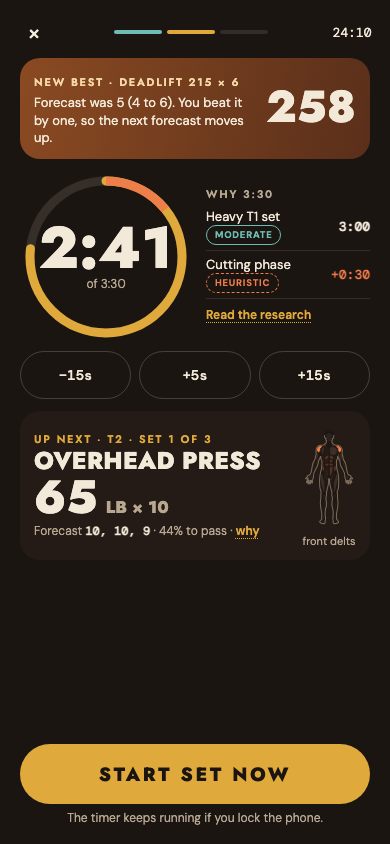 ×
24:10
NEW BEST · DEADLIFT 215 × 6
Forecast was 5 (4 to 6). You beat it
by one, so the next forecast moves
up.
258
2:41
of 3:30
WHY 3:30
Heavy T1 set
MODERATE
3:00
Cutting phase
HEURISTIC
+0:30
Read the research
−15s
+5s
+15s
UP NEXT · T2 · SET 1 OF 3
OVERHEAD PRESS
65 LB × 10
Forecast 10, 10, 9 · 44% to pass · why
front delts
START SET NOW
The timer keeps running if you lock the phone.